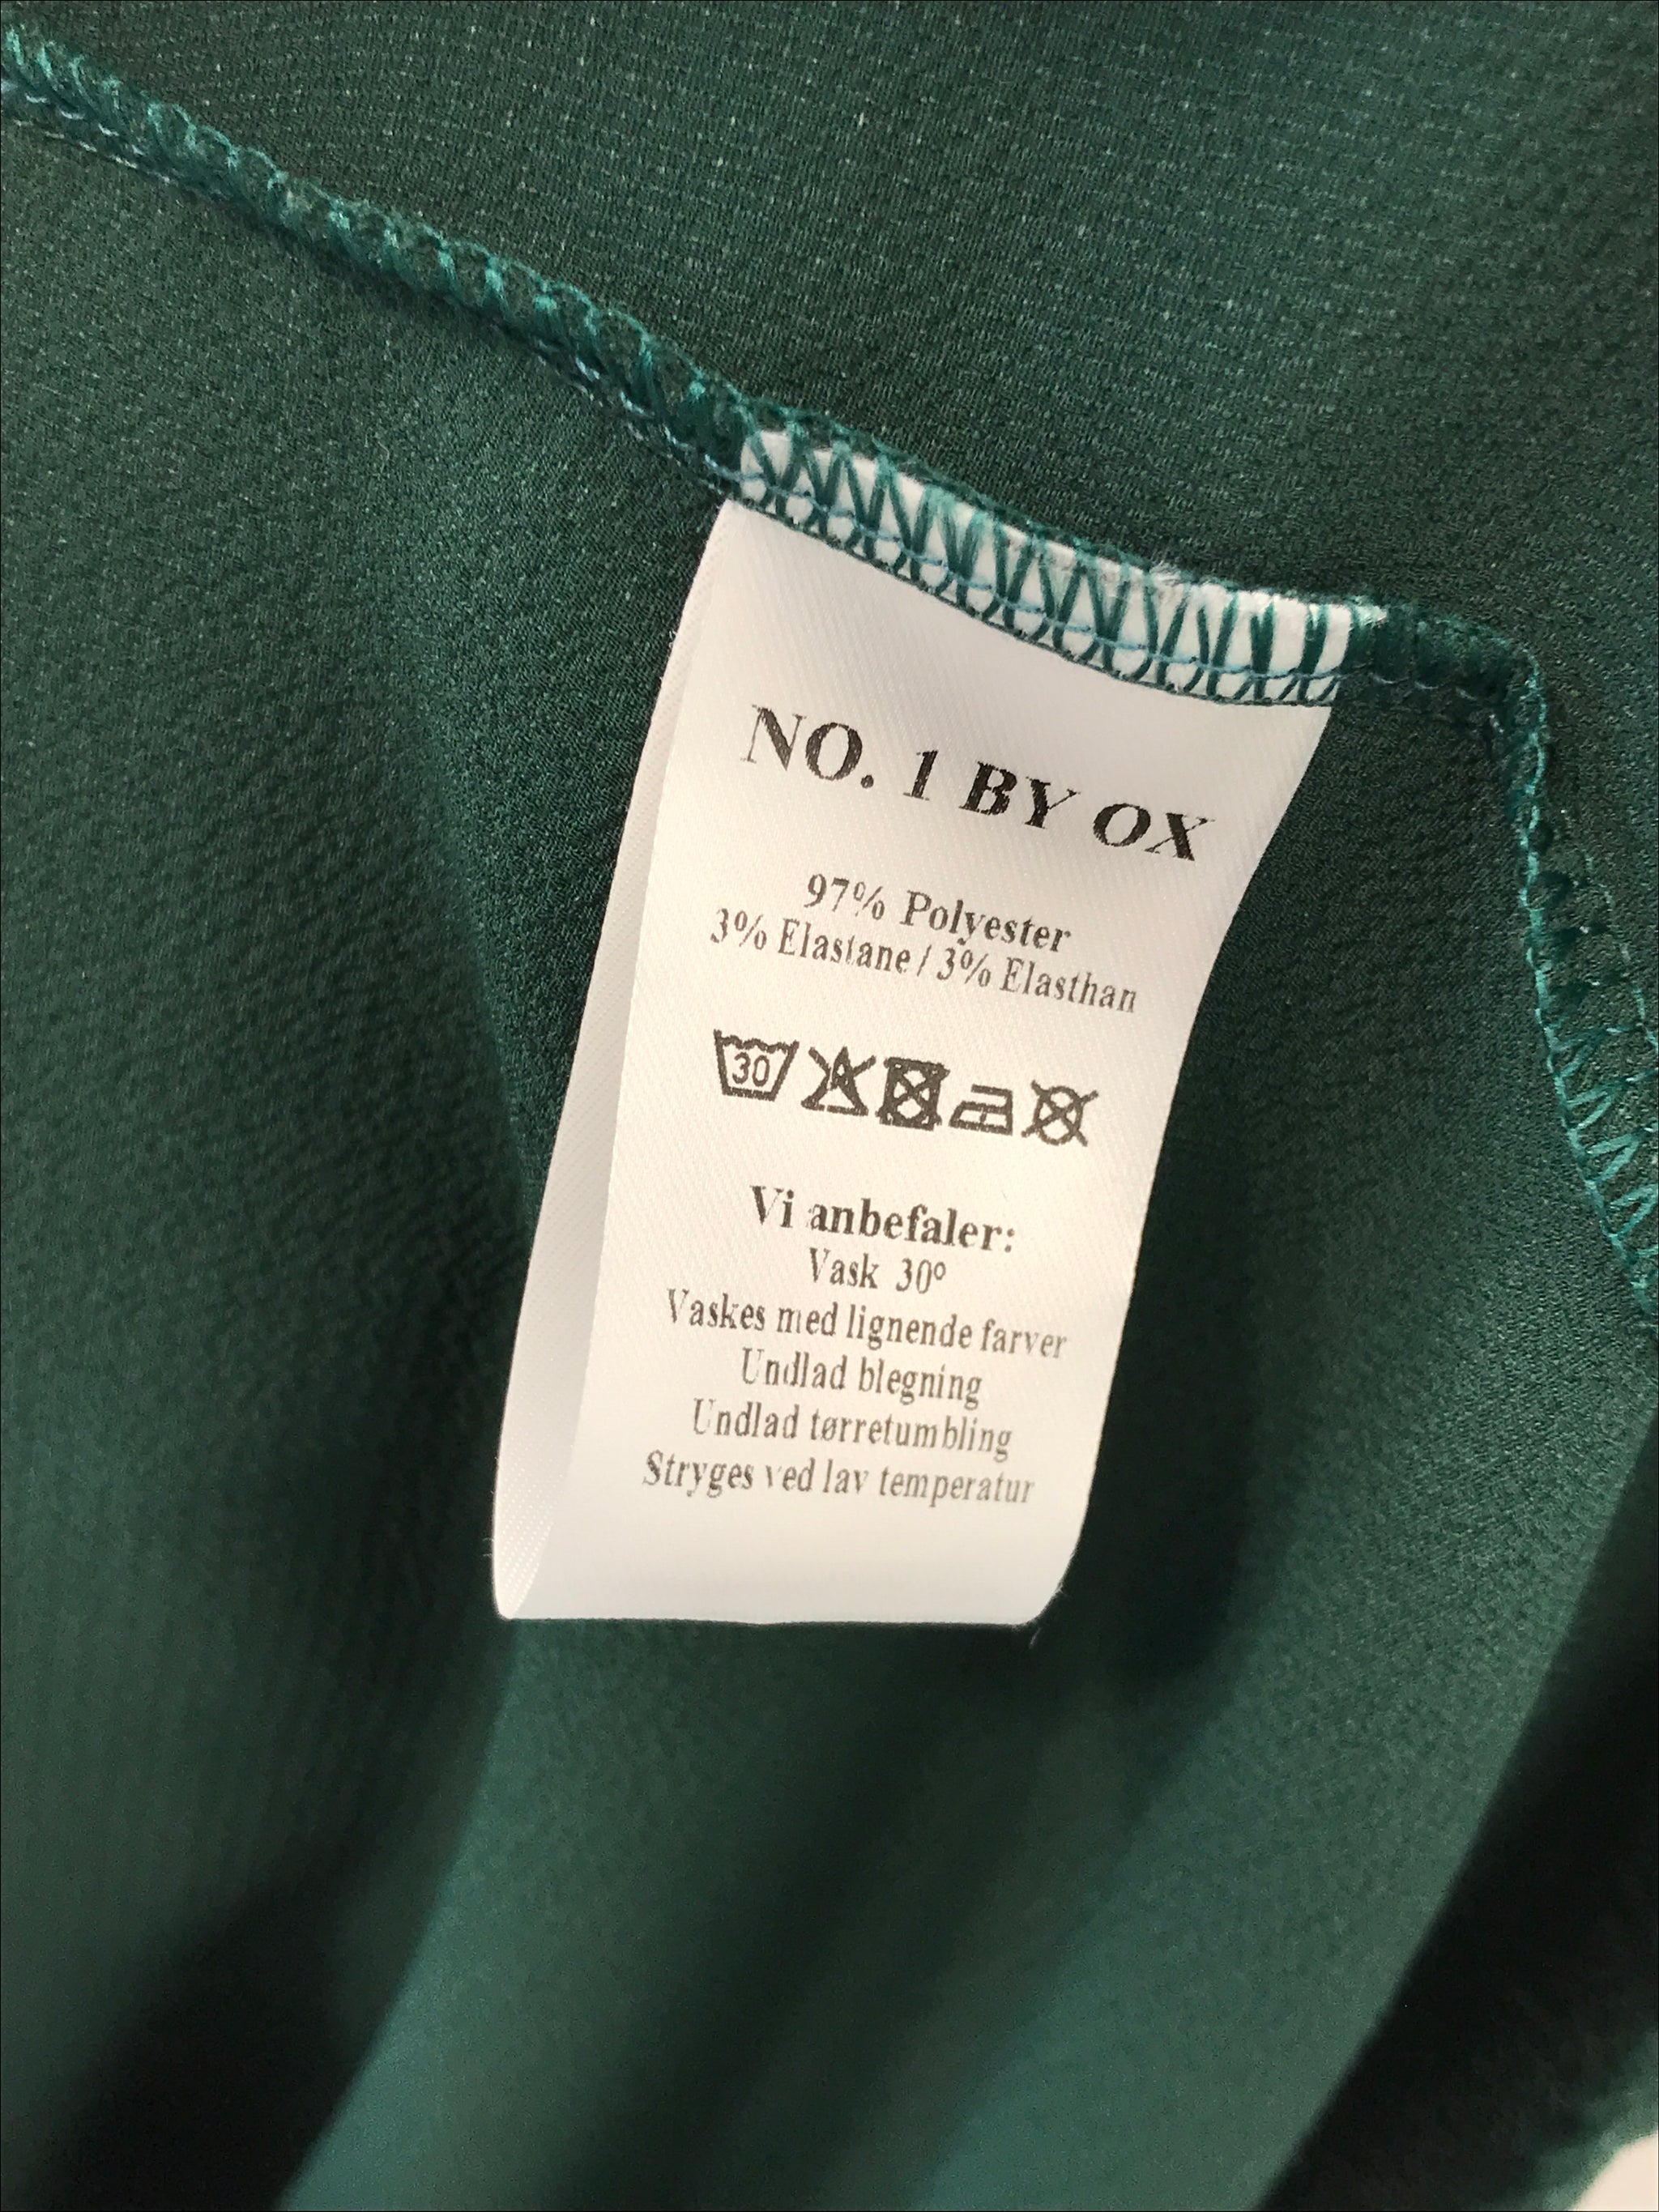 NO. 1 BY OX
97% Polyester
3% Elastane / 3% Elasthan
30
Vi anbefaler:
Vask 30°
Vaskes med lignende farver
Undlad blegning
Undlad tørretumbling
Stryges ved lav temperatur